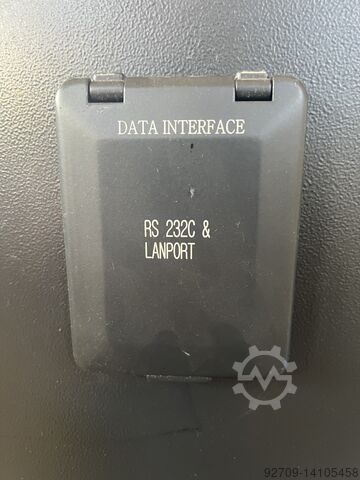 DATA INTERFACE
RS 232C &
LANPORT
92709-14105458